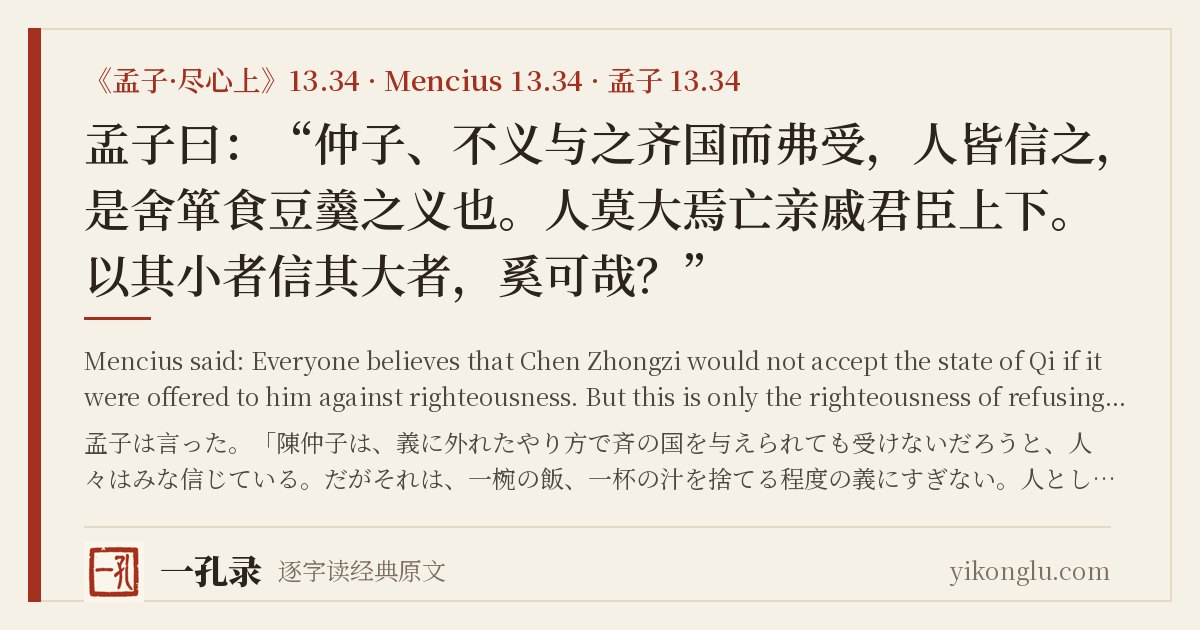 《孟子·尽心上》13.34 · Mencius 13.34 · 孟子 13.34
孟子曰：“仲子、不义与之齐国而弗受，人皆信之，
是舍箪食豆羹之义也。人莫大焉亡亲戚君臣上下。
以其小者信其大者，奚可哉？”
Mencius said: Everyone believes that Chen Zhongzi would not accept the state of Qi if it
were offered to him against righteousness. But this is only the righteousness of refusing...
孟子は言った。「陳仲子は、義に外れたやり方で斉の国を与えられても受けないだろうと、人
々はみな信じている。だがそれは、一椀の飯、一杯の汁を捨てる程度の義にすぎない。人とし…
一孔
一孔录 逐字读经典原文 yikonglu.com